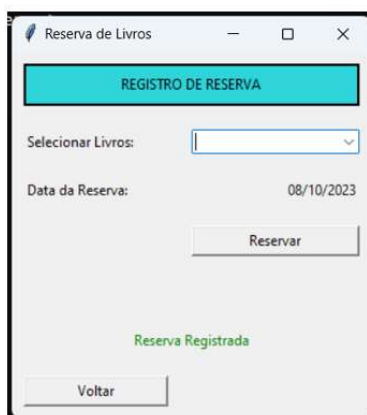 Reserva de Livros
REGISTRO DE RESERVA
Selecionar Livros:
Data da Reserva: 08/10/2023
Reservar
Reserva Registrada
Voltar